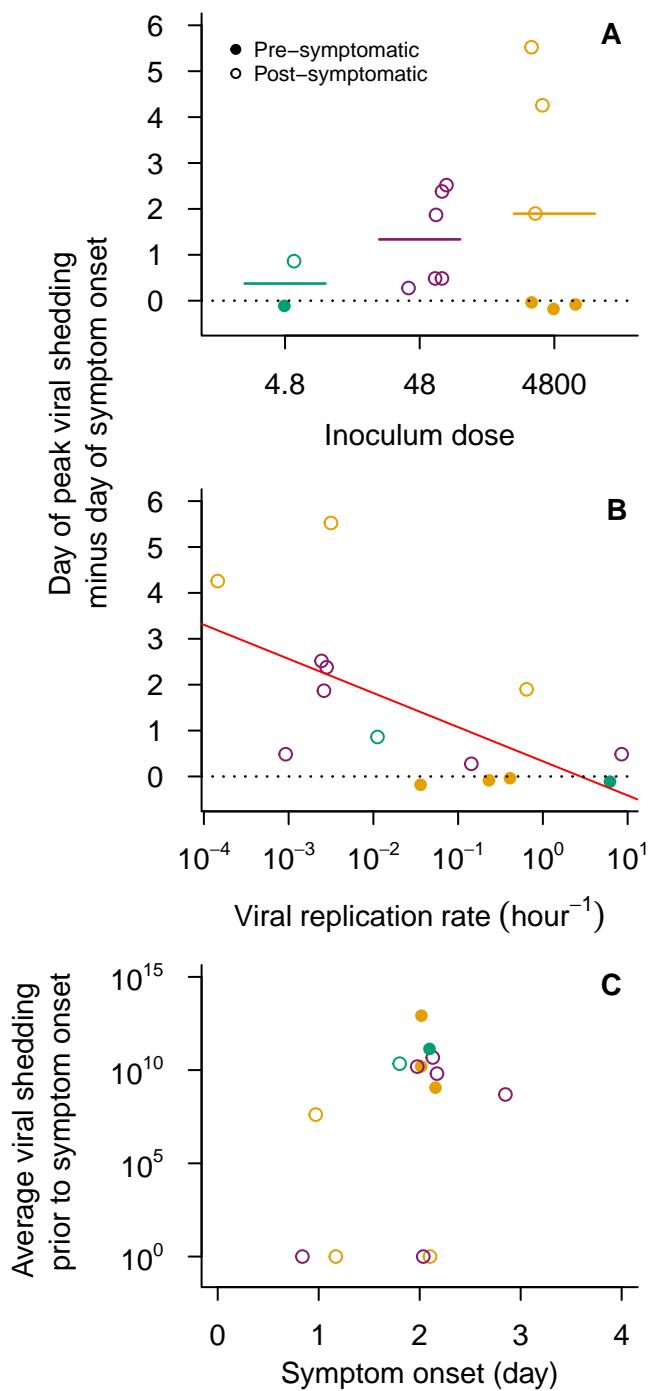 A
Pre−symptomatic
Post−symptomatic
6
5
4
3
2
1
0
4.8 48 4800
Inoculum dose
Day of peak viral shedding
minus day of symptom onset
B
6
5
4
3
2
1
0
10⁻⁴ 10⁻³ 10⁻² 10⁻¹ 10⁰ 10¹
Viral replication rate (hour⁻¹)
C
10¹⁵
10¹⁰
10⁵
10⁰
Average viral shedding
prior to symptom onset
0 1 2 3 4
Symptom onset (day)